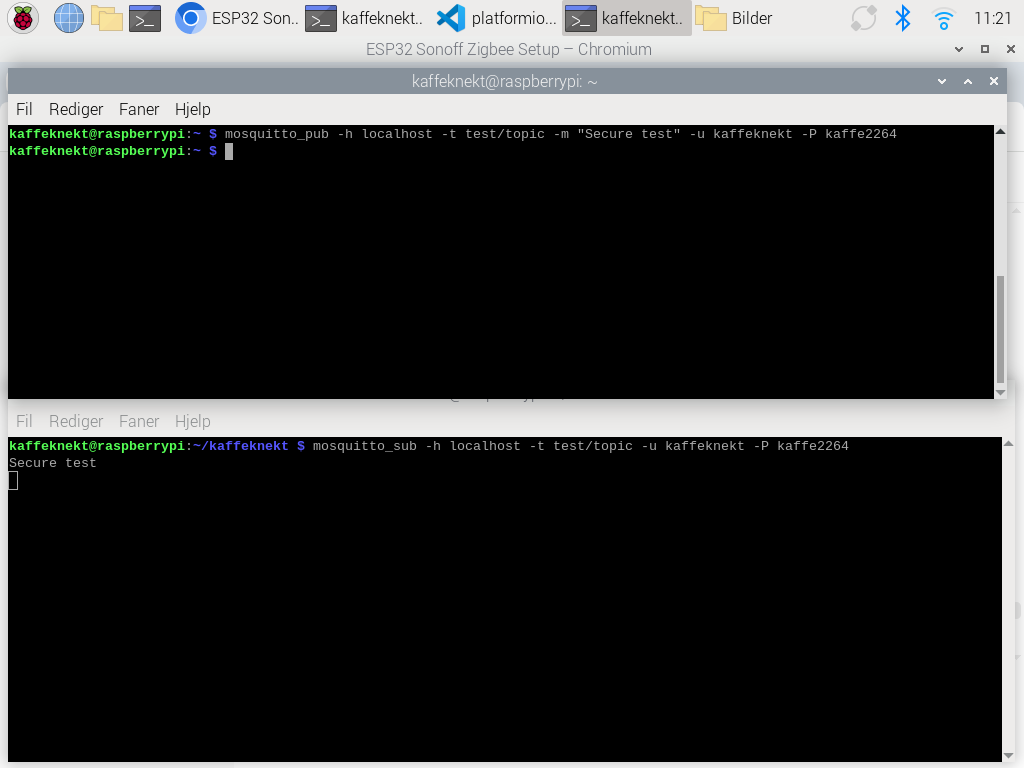 ESP32 Son.. kaffeknekt.. platformio... kaffeknekt.. Bilder 11:21
ESP32 Sonoff Zigbee Setup – Chromium
kaffeknekt@raspberrypi: ~
Fil Rediger Faner Hjelp
kaffeknekt@raspberrypi:~ $ mosquitto_pub -h localhost -t test/topic -m "Secure test" -u kaffeknekt -P kaffe2264
kaffeknekt@raspberrypi:~ $
Fil Rediger Faner Hjelp
kaffeknekt@raspberrypi:~/kaffeknekt $ mosquitto_sub -h localhost -t test/topic -u kaffeknekt -P kaffe2264
Secure test